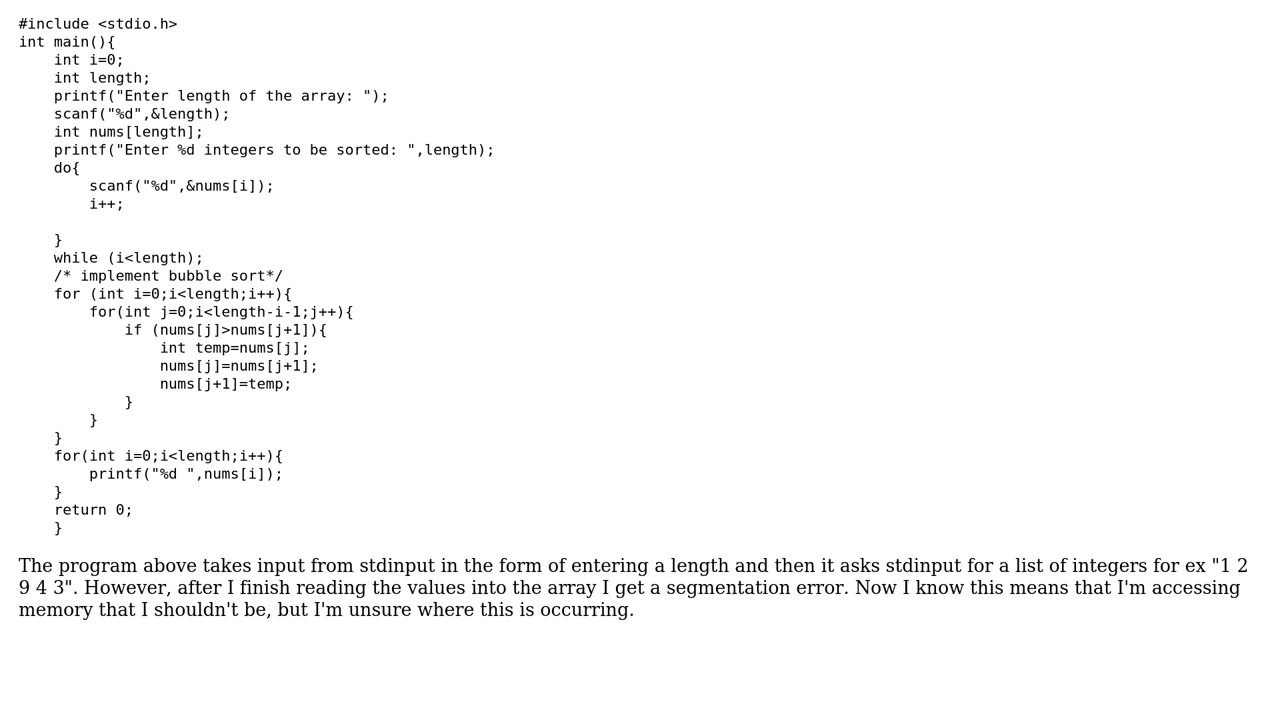 #include <stdio.h>
int main(){
    int i=0;
    int length;
    printf("Enter length of the array: ");
    scanf("%d",&length);
    int nums[length];
    printf("Enter %d integers to be sorted: ",length);
    do{
        scanf("%d",&nums[i]);
        i++;

    }
    while (i<length);
    /* implement bubble sort*/
    for (int i=0;i<length;i++){
        for(int j=0;i<length-i-1;j++){
            if (nums[j]>nums[j+1]){
                int temp=nums[j];
                nums[j]=nums[j+1];
                nums[j+1]=temp;
            }
        }
    }
    for(int i=0;i<length;i++){
        printf("%d ",nums[i]);
    }
    return 0;
    }
The program above takes input from stdinput in the form of entering a length and then it asks stdinput for a list of integers for ex "1 2
9 4 3". However, after I finish reading the values into the array I get a segmentation error. Now I know this means that I'm accessing
memory that I shouldn't be, but I'm unsure where this is occurring.